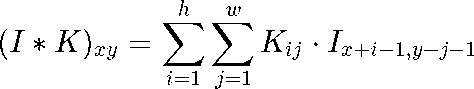 (I * K)_{xy} = \sum_{i=1}^{h} \sum_{j=1}^{w} K_{ij} \cdot I_{x+i-1,y-j-1}